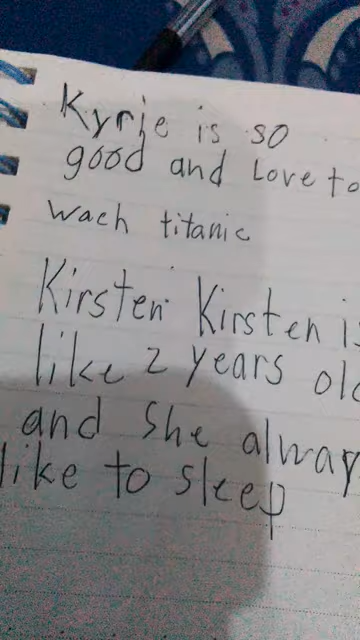 Kyrie is so
good and Love to
wach titanic
Kirsten Kirsten is
like 2 years old
and She alway
like to sleep